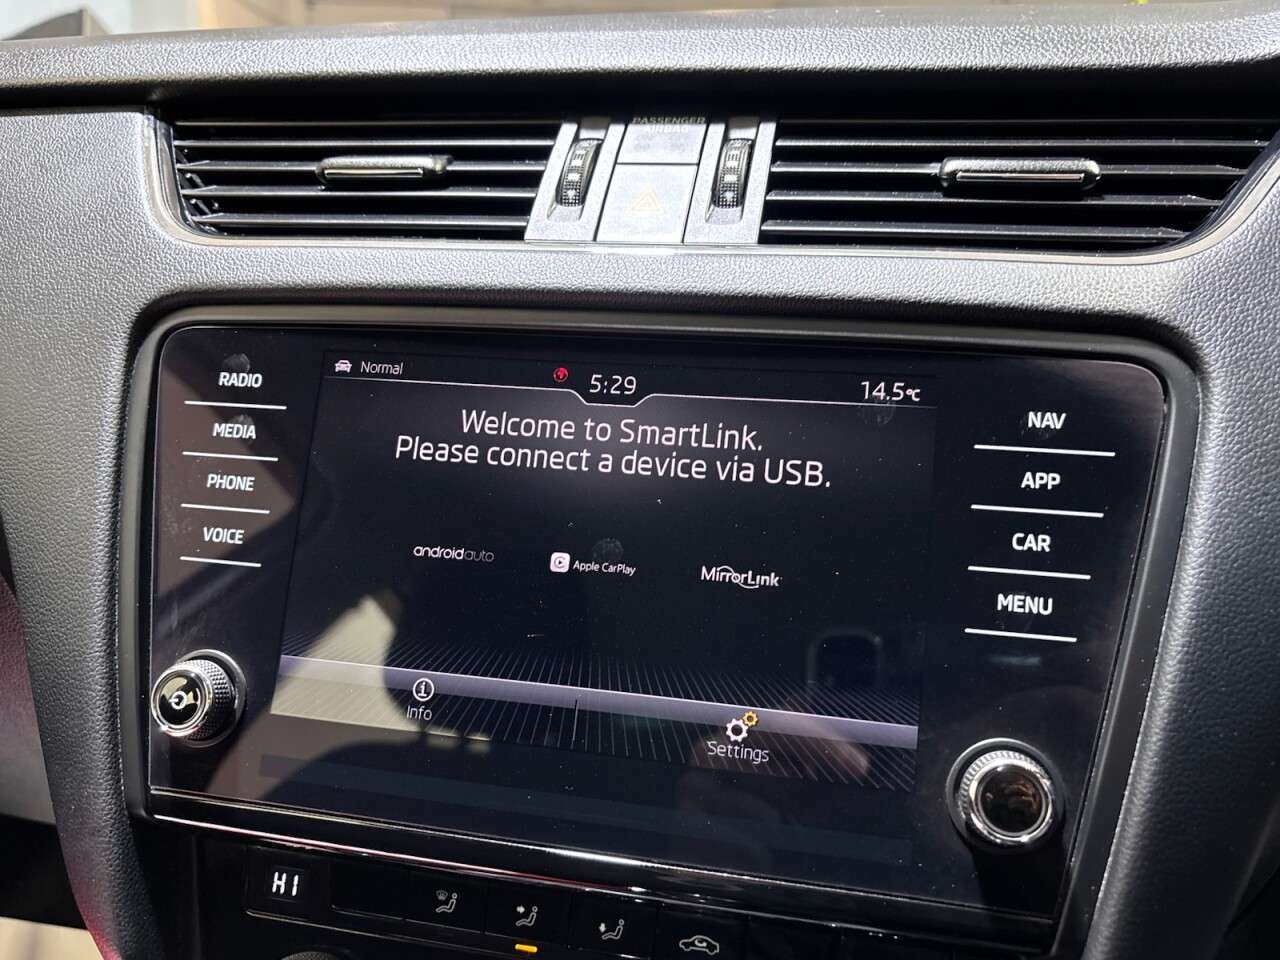 PASSENGER
AIRBAG
Normal
5:29
14.5°C
RADIO
MEDIA
PHONE
VOICE
Welcome to SmartLink.
Please connect a device via USB.
androidauto
Apple CarPlay
MirrorLink
Info
Settings
NAV
APP
CAR
MENU
HI